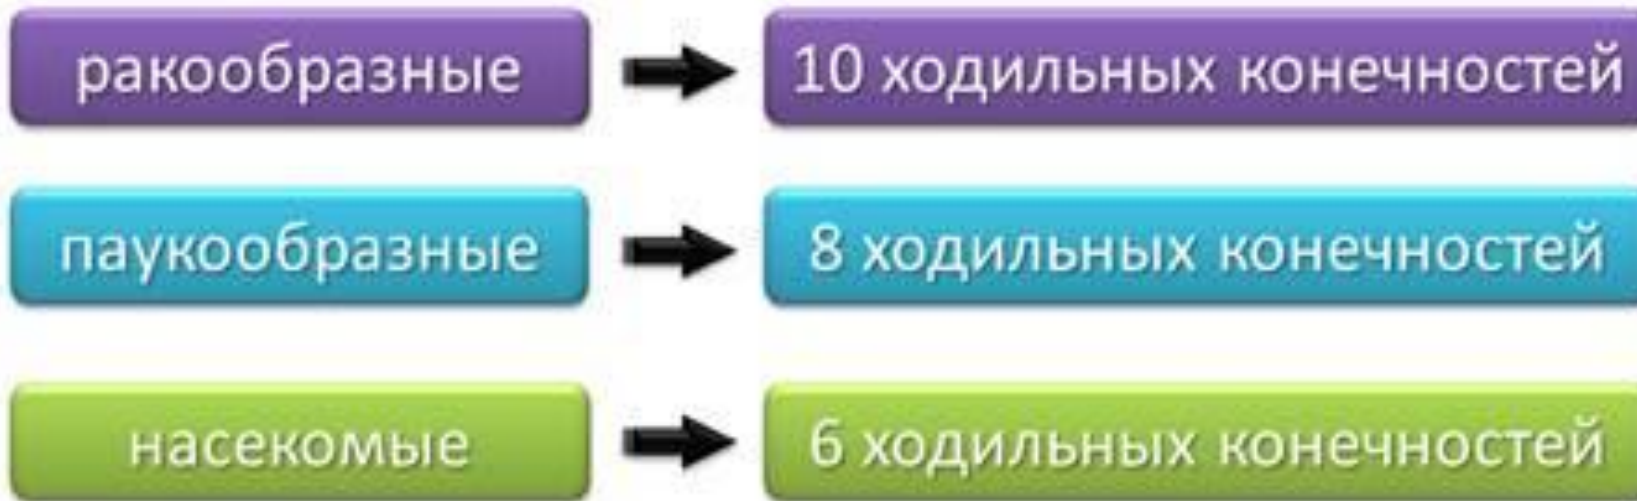 ракообразные 10 ходильных конечностей
паукообразные 8 ходильных конечностей
насекомые 6 ходильных конечностей